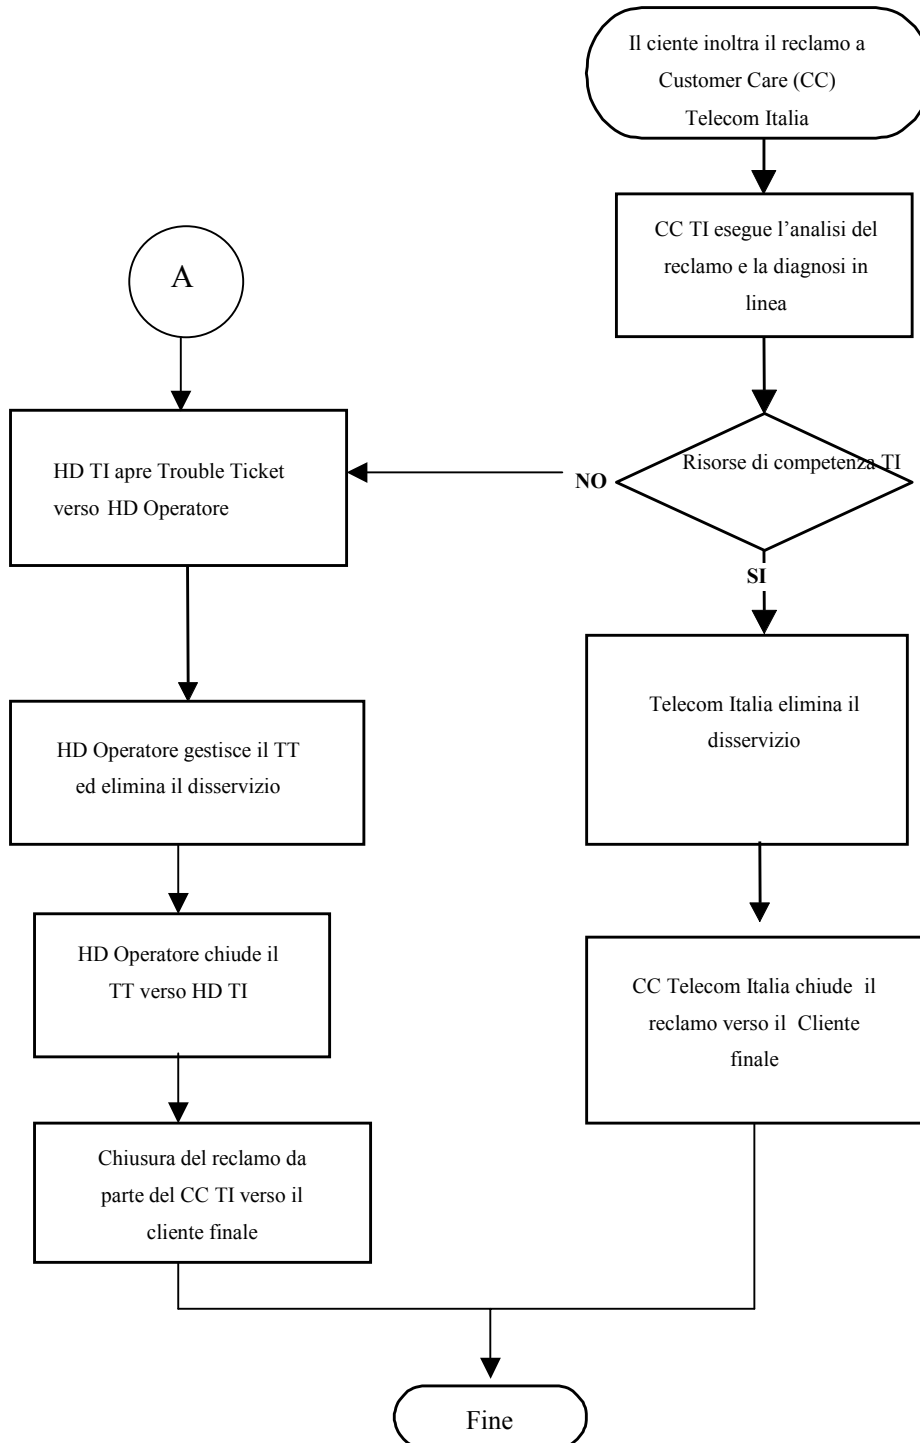 Il ciente inoltra il reclamo a
Customer Care (CC)
Telecom Italia
CC TI esegue l’analisi del
reclamo e la diagnosi in
linea
A
Risorse di competenza TI
NO
SI
HD TI apre Trouble Ticket
verso HD Operatore
Telecom Italia elimina il
disservizio
HD Operatore gestisce il TT
ed elimina il disservizio
HD Operatore chiude il
TT verso HD TI
CC Telecom Italia chiude il
reclamo verso il Cliente
finale
Chiusura del reclamo da
parte del CC TI verso il
cliente finale
Fine